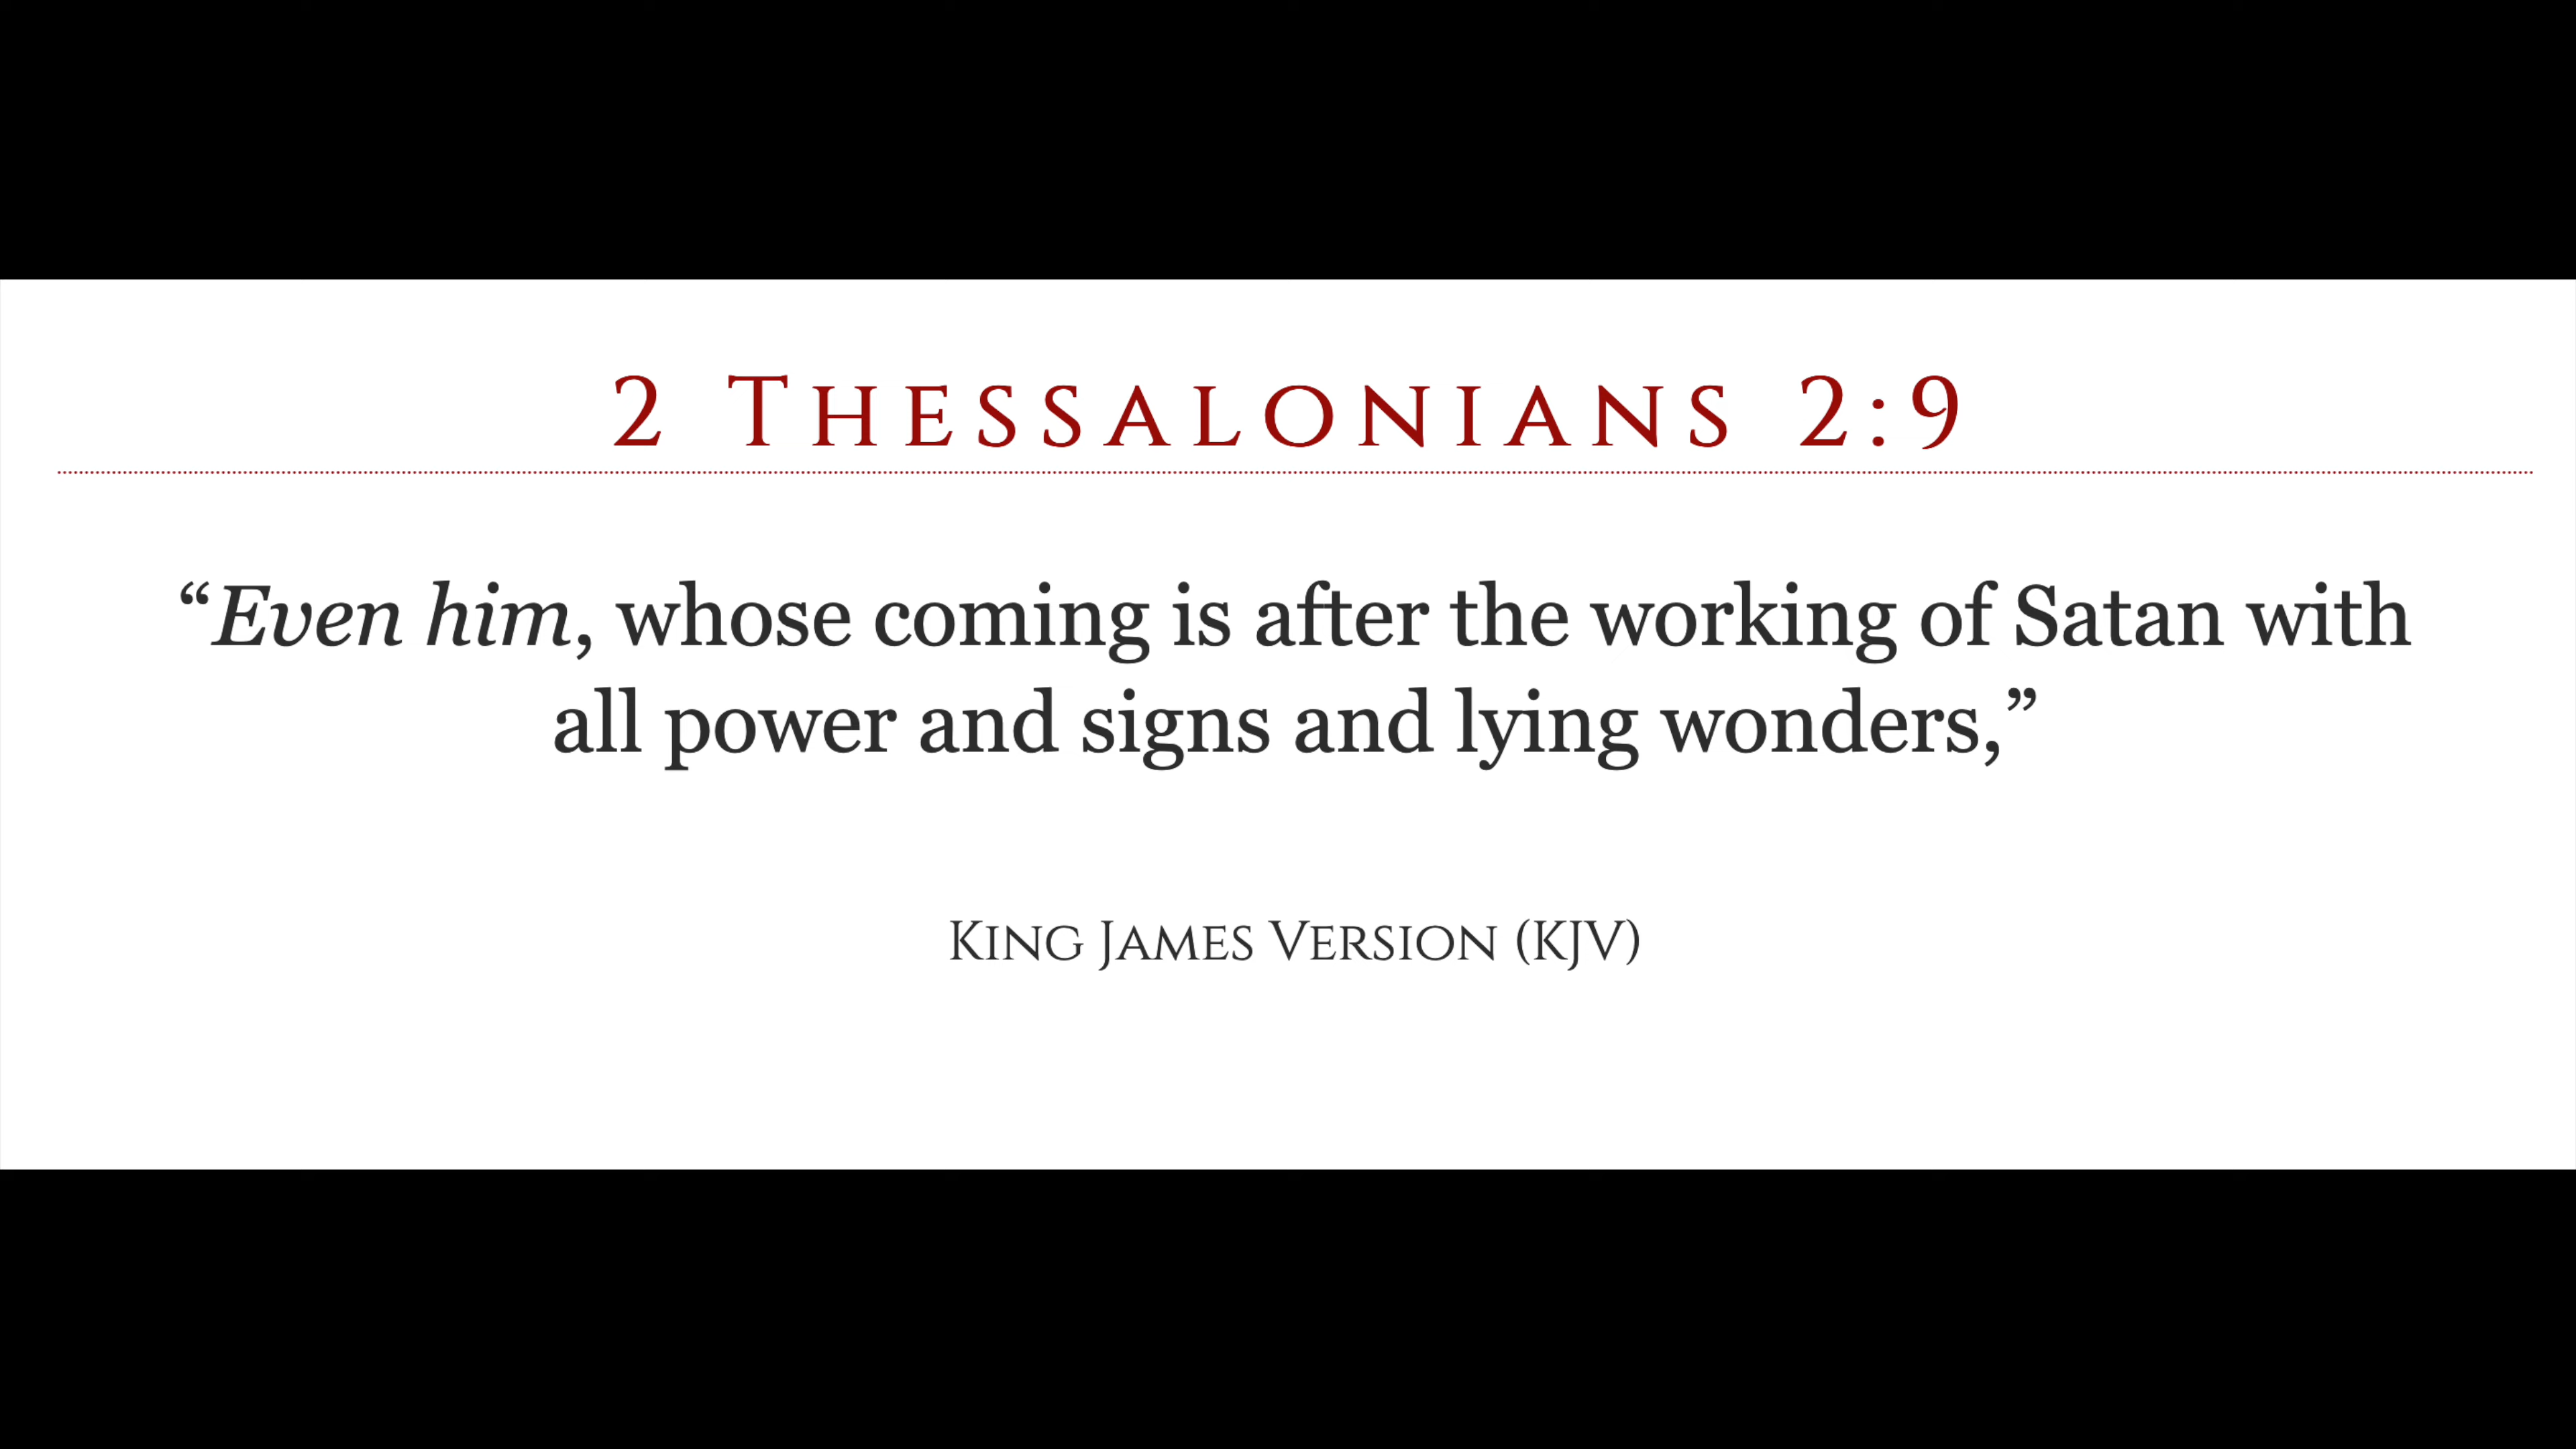 2 Thessalonians 2:9
“Even him, whose coming is after the working of Satan with
all power and signs and lying wonders,”
King James Version (KJV)